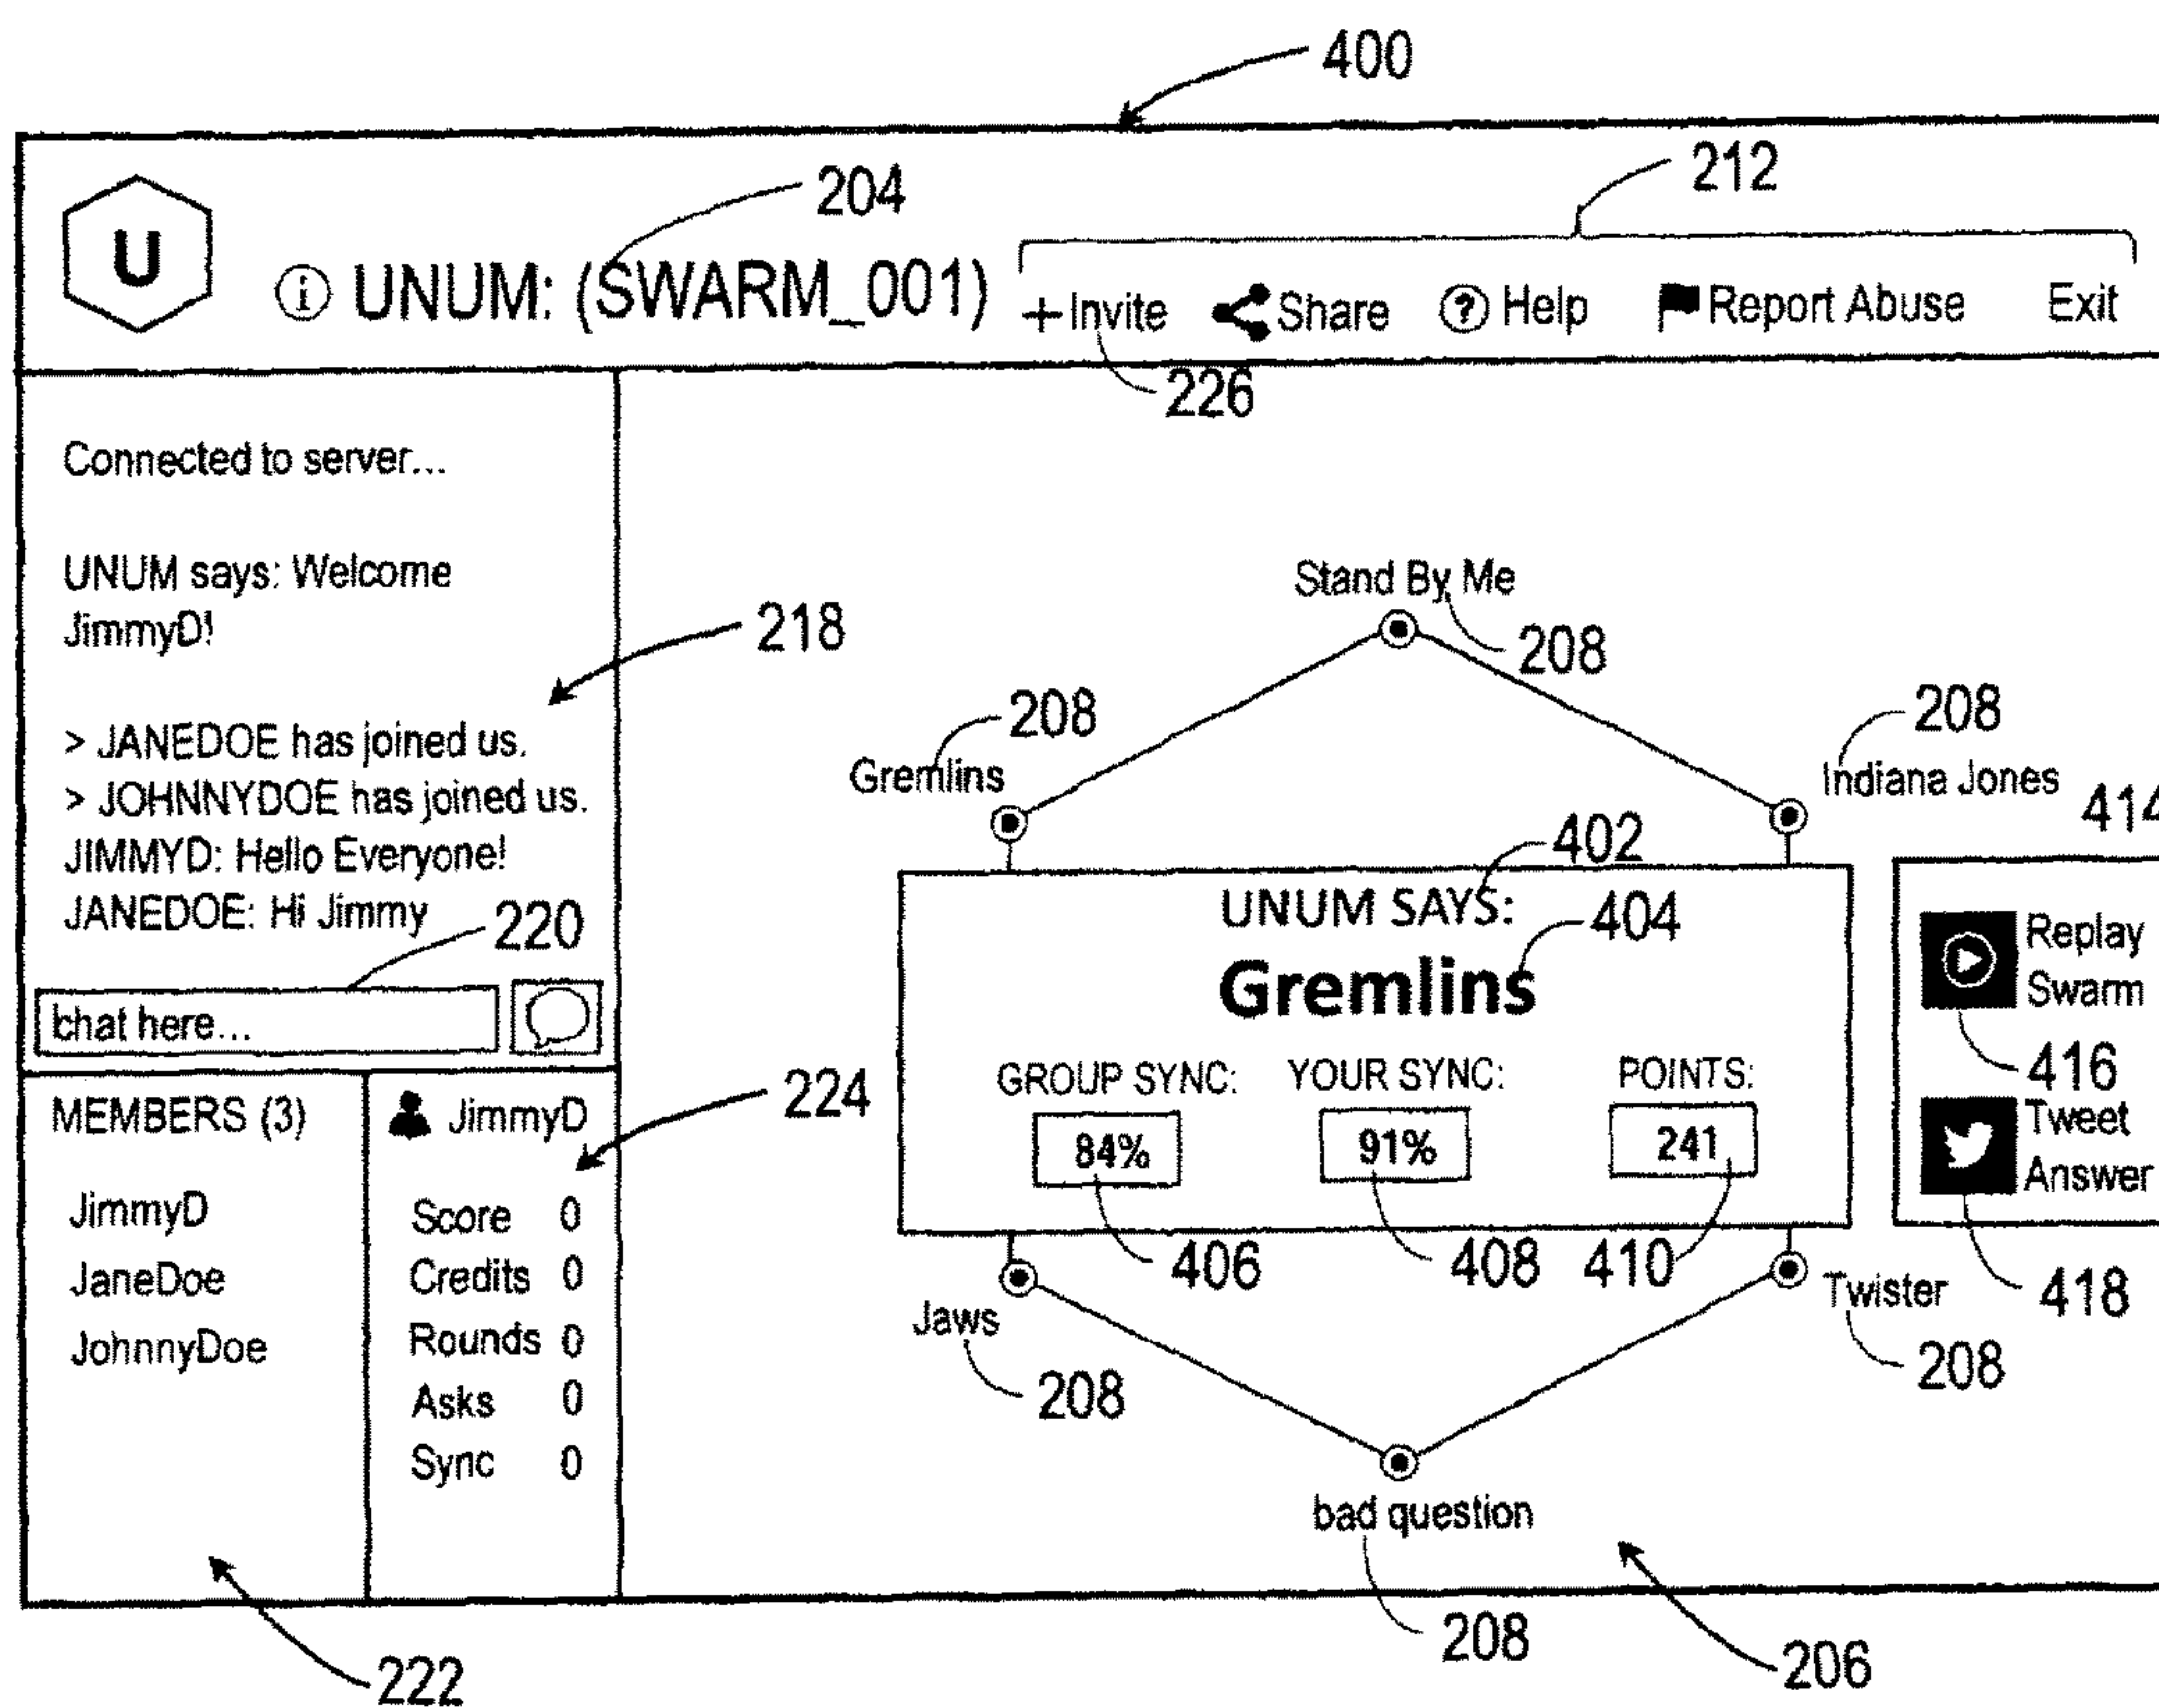 400
212
204
U
i UNUM: (SWARM_001)
+ Invite
Share
? Help
Report Abuse
Exit
226
Connected to server...
UNUM says: Welcome
JimmyD!
218
> JANEDOE has joined us.
> JOHNNYDOE has joined us.
JIMMYD: Hello Everyone!
JANEDOE: Hi Jimmy
220
chat here...
MEMBERS (3)
JimmyD
JaneDoe
JohnnyDoe
222
JimmyD
224
Score 0
Credits 0
Rounds 0
Asks 0
Sync 0
Stand By Me
208
208
Gremlins
208
Indiana Jones
414
402
UNUM SAYS:
404
Gremlins
GROUP SYNC: YOUR SYNC: POINTS:
84% 91% 241
406 408 410
Replay
Swarm
416
Tweet
Answer
418
Jaws
208
Twister
208
bad question
208
206